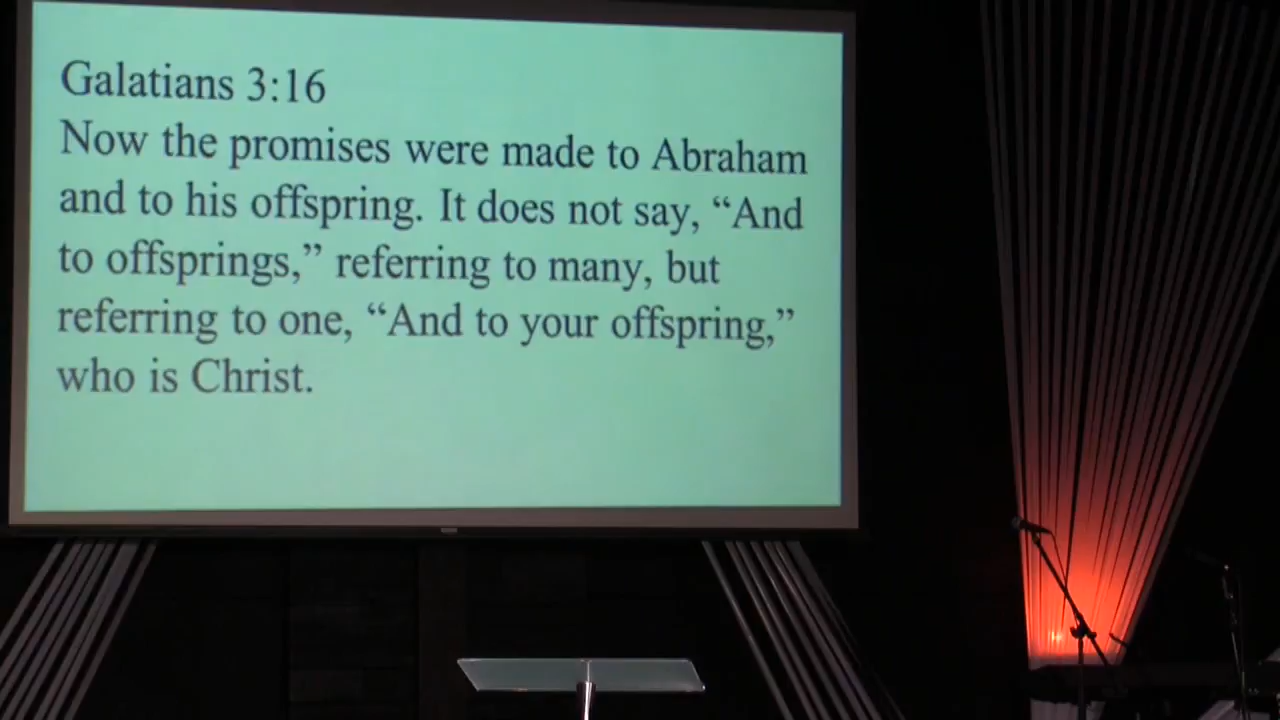 Galatians 3:16
Now the promises were made to Abraham
and to his offspring. It does not say, “And
to offsprings,” referring to many, but
referring to one, “And to your offspring,”
who is Christ.